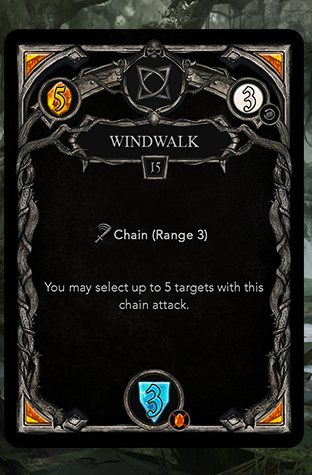 5
3
WINDWALK
15
Chain (Range 3)
You may select up to 5 targets with this
chain attack.
3